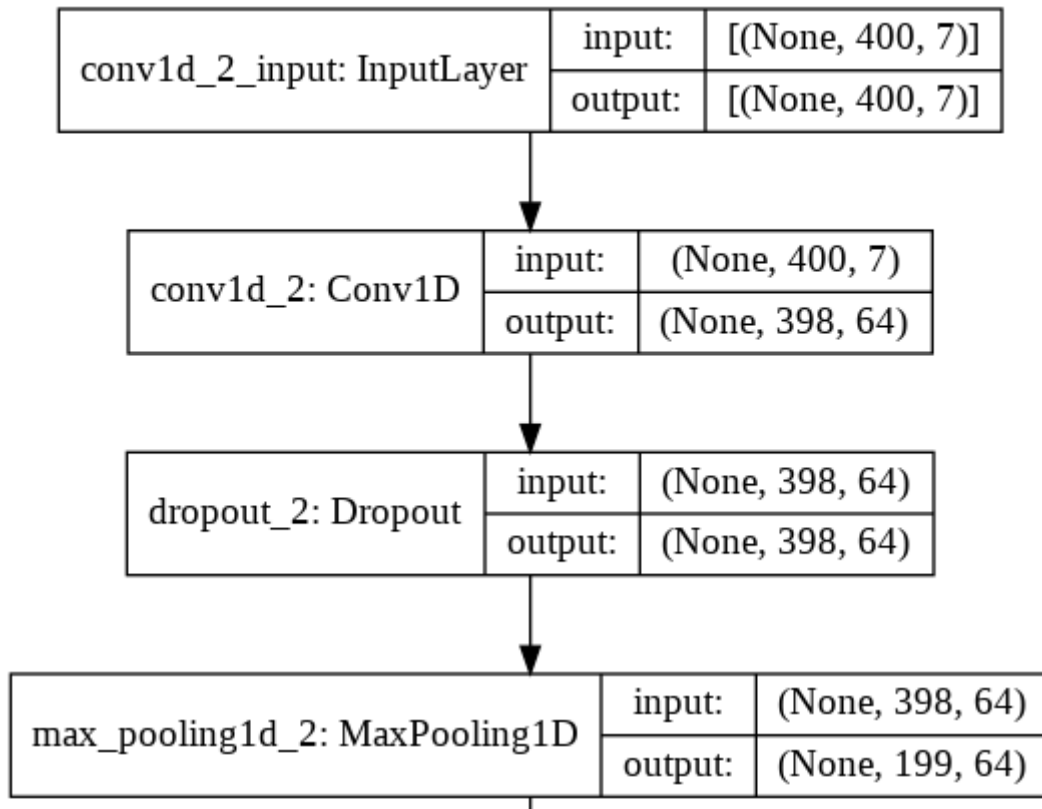 conv1d_2_input: InputLayer
input: [(None, 400, 7)]
output: [(None, 400, 7)]
conv1d_2: Conv1D
input: (None, 400, 7)
output: (None, 398, 64)
dropout_2: Dropout
input: (None, 398, 64)
output: (None, 398, 64)
max_pooling1d_2: MaxPooling1D
input: (None, 398, 64)
output: (None, 199, 64)